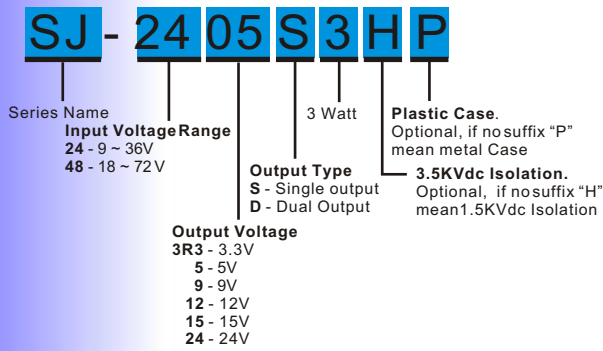 SJ-2405S3HP
Series Name
Input Voltage Range
24 - 9 ~ 36V
48 - 18 ~ 72 V
Output Voltage
3R3 - 3.3V
5 - 5V
9 - 9V
12 - 12V
15 - 15V
24 - 24V
Output Type
S - Single output
D - Dual Output
3 Watt
Plastic Case.
Optional, if no suffix “P”
mean metal Case
3.5KVdc Isolation.
Optional, if no suffix “H”
mean1.5KVdc Isolation